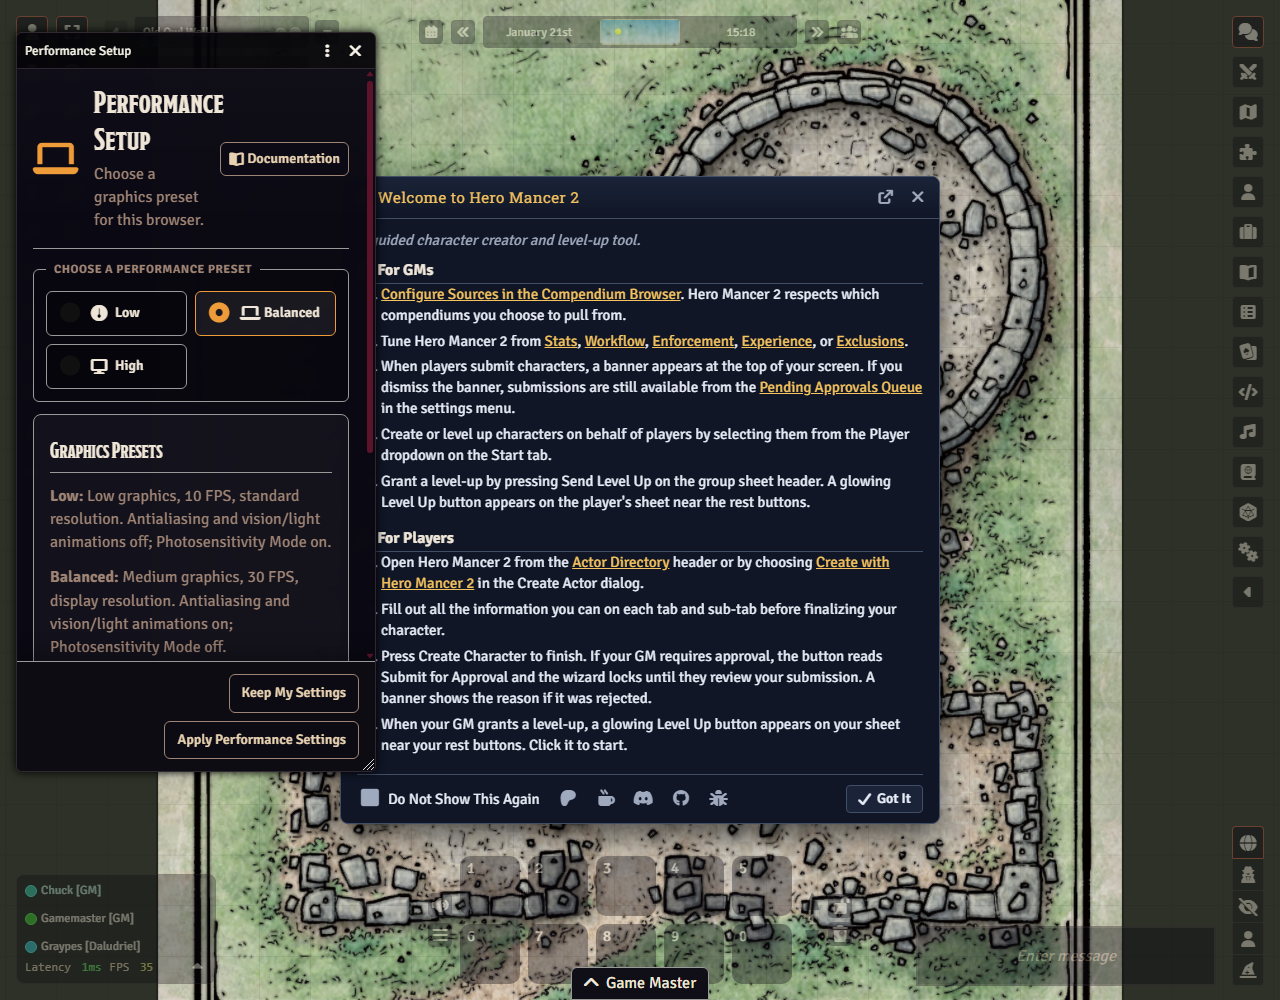 Performance Setup
January 21st
15:18
Performance
Setup
Choose a
graphics preset
for this browser.
Documentation
CHOOSE A PERFORMANCE PRESET
Low
Balanced
High
Graphics Presets
Low: Low graphics, 10 FPS, standard
resolution. Antialiasing and vision/light
animations off; Photosensitivity Mode on.
Balanced: Medium graphics, 30 FPS,
display resolution. Antialiasing and
vision/light animations on;
Photosensitivity Mode off.
Keep My Settings
Apply Performance Settings
Welcome to Hero Mancer 2
uided character creator and level-up tool.
For GMs
Configure Sources in the Compendium Browser. Hero Mancer 2 respects which
compendiums you choose to pull from.
Tune Hero Mancer 2 from Stats, Workflow, Enforcement, Experience, or Exclusions.
When players submit characters, a banner appears at the top of your screen. If you
dismiss the banner, submissions are still available from the Pending Approvals Queue
in the settings menu.
Create or level up characters on behalf of players by selecting them from the Player
dropdown on the Start tab.
Grant a level-up by pressing Send Level Up on the group sheet header. A glowing
Level Up button appears on the player's sheet near the rest buttons.
For Players
Open Hero Mancer 2 from the Actor Directory header or by choosing Create with
Hero Mancer 2 in the Create Actor dialog.
Fill out all the information you can on each tab and sub-tab before finalizing your
character.
Press Create Character to finish. If your GM requires approval, the button reads
Submit for Approval and the wizard locks until they review your submission. A
banner shows the reason if it was rejected.
When your GM grants a level-up, a glowing Level Up button appears on your sheet
near your rest buttons. Click it to start.
Do Not Show This Again
Got It
1 2 3 4 5
6 7 8 9 0
Chuck [GM]
Gamemaster [GM]
Graypes [Daludriel]
Latency 1ms FPS 35
Enter message
Game Master